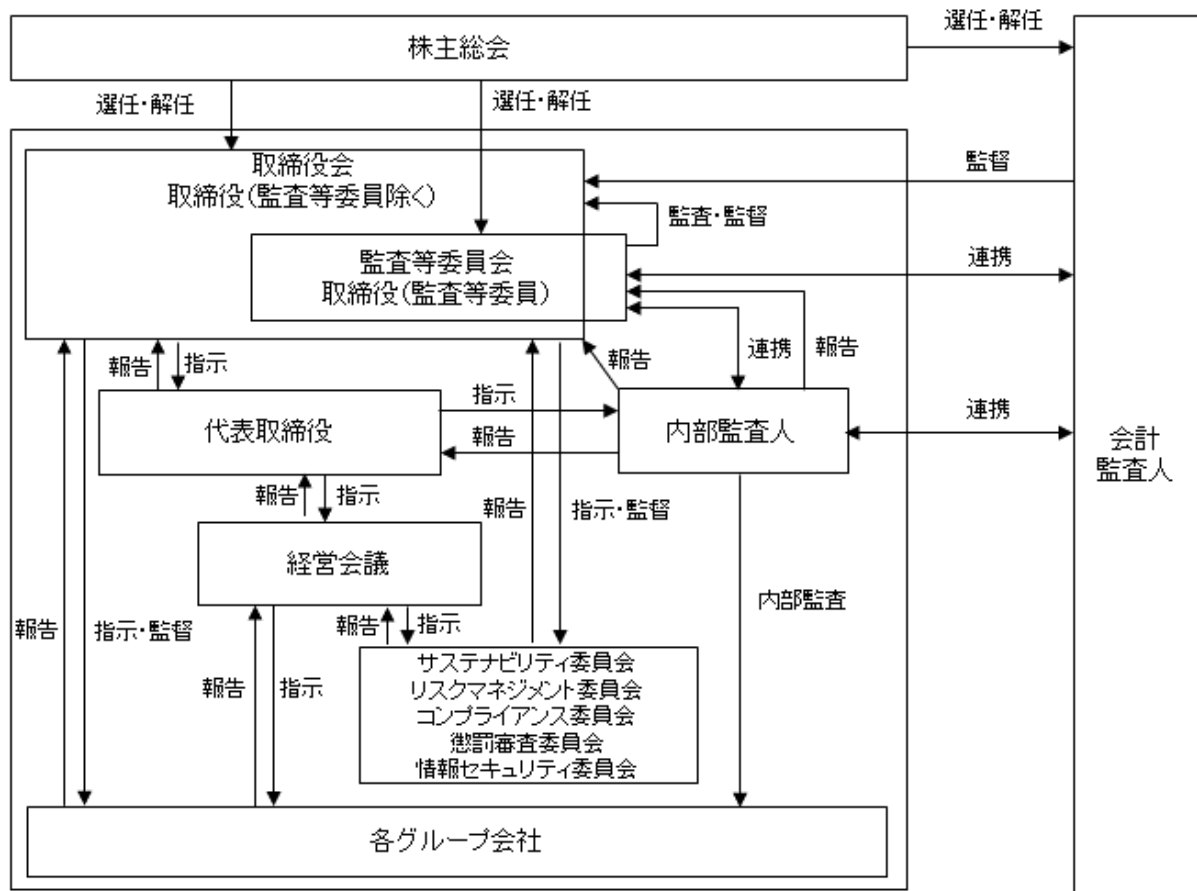 株主総会
選任・解任
選任・解任
選任・解任
取締役会
取締役(監査等委員除く)
監督
監査・監督
監査等委員会
取締役(監査等委員)
連携
報告
指示
報告
連携
報告
代表取締役
指示
報告
内部監査人
連携
会計
監査人
報告
指示
報告
指示・監督
経営会議
内部監査
報告
指示・監督
報告
指示
報告
指示
サステナビリティ委員会
リスクマネジメント委員会
コンプライアンス委員会
懲罰審査委員会
情報セキュリティ委員会
各グループ会社